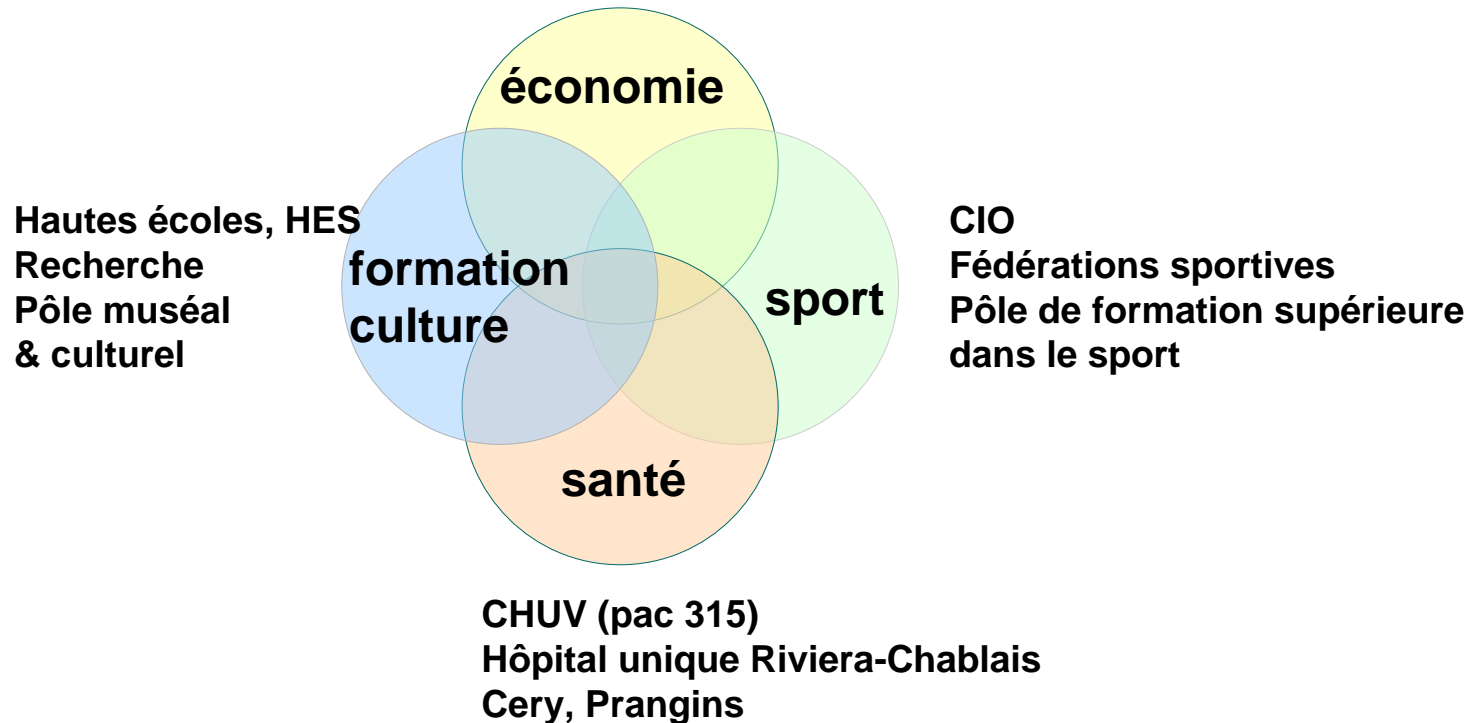 économie
Hautes écoles, HES
Recherche
Pôle muséal
& culturel
formation
culture
sport
CIO
Fédérations sportives
Pôle de formation supérieure
dans le sport
santé
CHUV (pac 315)
Hôpital unique Riviera-Chablais
Cery, Prangins